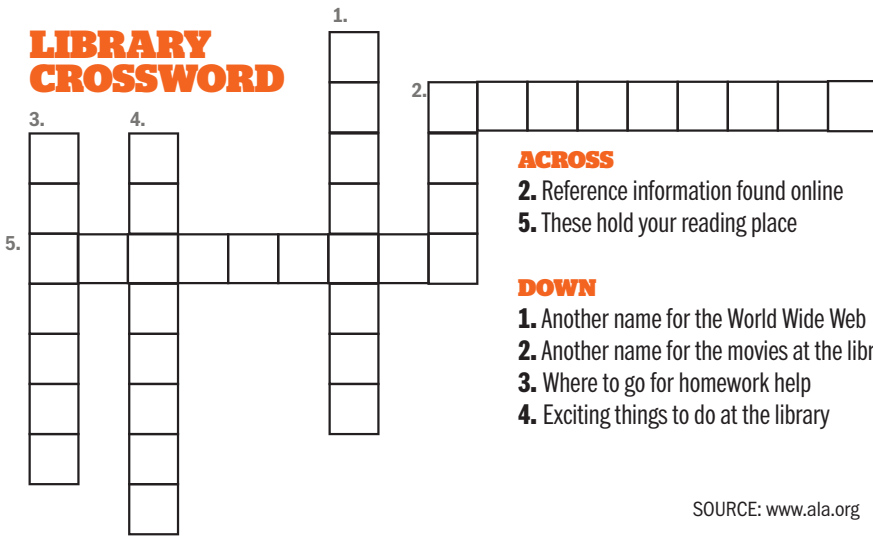 LIBRARY
CROSSWORD
1.
2.
3.
4.
5.
ACROSS
2. Reference information found online
5. These hold your reading place
DOWN
1. Another name for the World Wide Web
2. Another name for the movies at the
3. Where to go for homework help
4. Exciting things to do at the library
SOURCE: www.ala.org